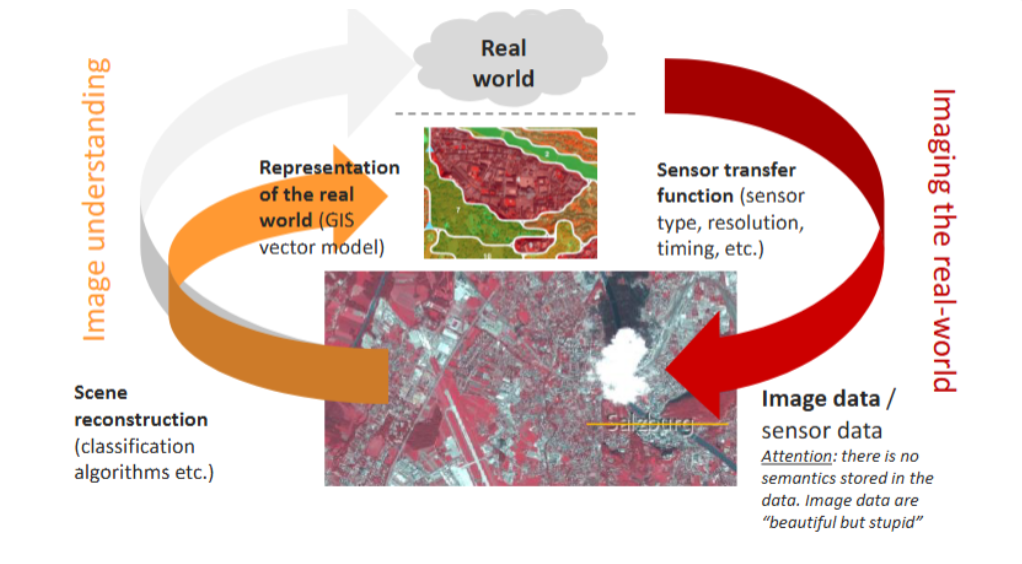 Real
world
Image understanding
Representation
of the real
world (GIS
vector model)
Sensor transfer
function (sensor
type, resolution,
timing, etc.)
Imaging the real-world
Scene
reconstruction
(classification
algorithms etc.)
Salzburg
Image data /
sensor data
Attention: there is no
semantics stored in the
data. Image data are
“beautiful but stupid”